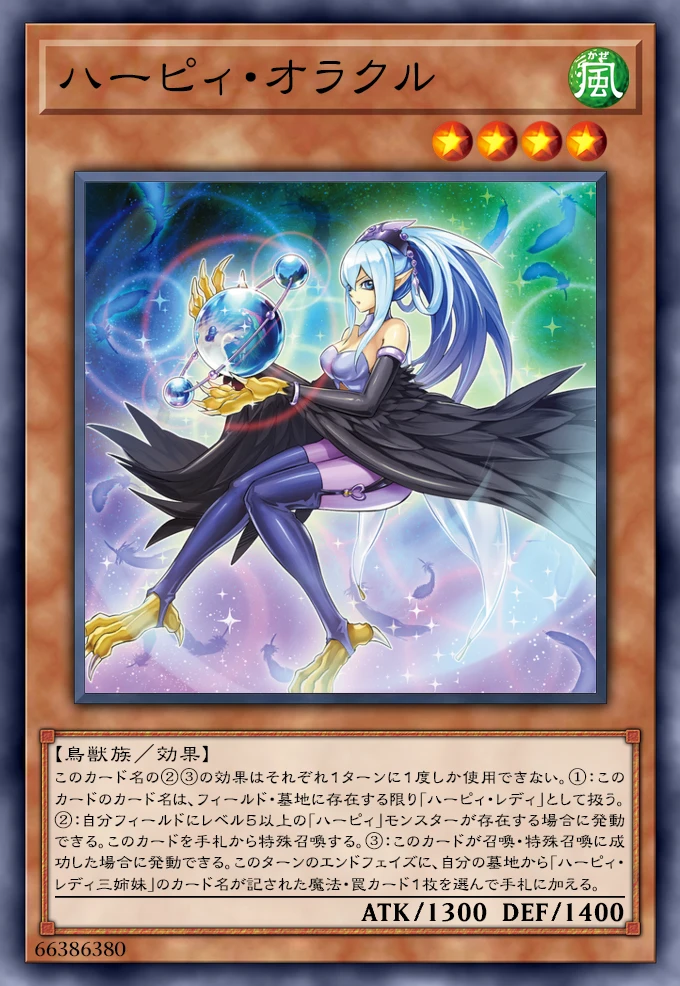 ハーピィ・オラクル
かぜ
風
【鳥獣族／効果】
このカード名の②③の効果はそれぞれ１ターンに１度しか使用できない。①：この
カードのカード名は、フィールド・墓地に存在する限り「ハーピィ・レディ」として扱う。
②：自分フィールドにレベル５以上の「ハーピィ」モンスターが存在する場合に発動
できる。このカードを手札から特殊召喚する。③：このカードが召喚・特殊召喚に成
功した場合に発動できる。このターンのエンドフェイズに、自分の墓地から「ハーピィ・
レディ三姉妹」のカード名が記された魔法・罠カード１枚を選んで手札に加える。
ATK/1300 DEF/1400
66386380